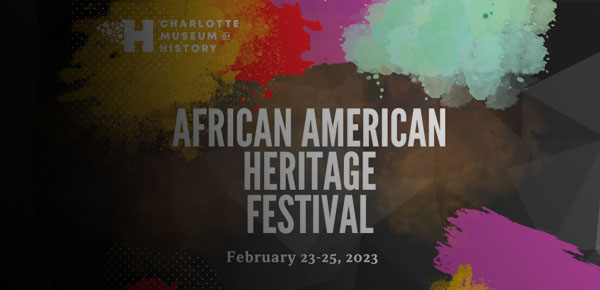 CHARLOTTE
MUSEUM OF
HISTORY
AFRICAN AMERICAN
HERITAGE
FESTIVAL
February 23-25, 2023